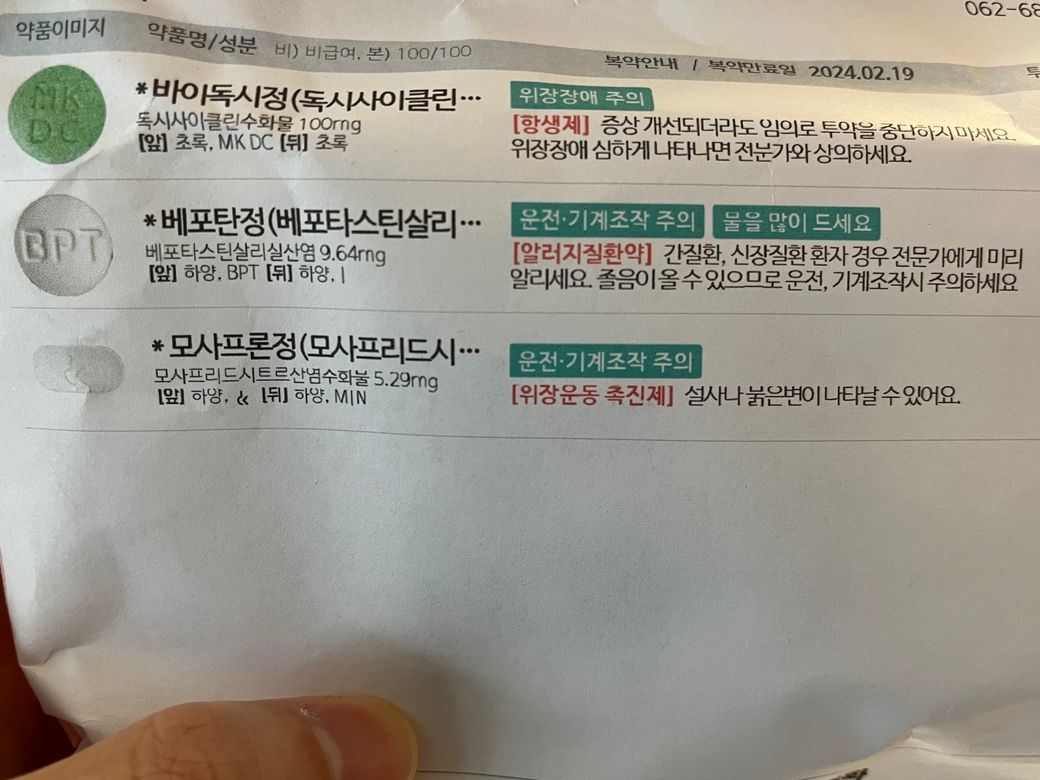 062-68
약품이미지 약품명/성분 비) 비급여, 본) 100/100 복약안내 / 복약만료일 2024.02.19 투
MK DC
*바이독시정(독시사이클린… 위장장애 주의
독시사이클린수화물 100mg [항생제] 증상 개선되더라도 임의로 투약을 중단하지 마세요.
[앞] 초록, MK DC [뒤] 초록 위장장애 심하게 나타나면 전문가와 상의하세요.
BPT
*베포탄정(베포타스틴살리… 운전·기계조작 주의 물을 많이 드세요
베포타스틴살리실산염 9.64mg [알러지질환약] 간질환, 신장질환 환자 경우 전문가에게 미리
[앞] 하양, BPT [뒤] 하양, | 알리세요. 졸음이 올 수 있으므로 운전, 기계조작시 주의하세요
*모사프론정(모사프리드시… 운전·기계조작 주의
모사프리드시트르산염수화물 5.29mg [위장운동 촉진제] 설사나 묽은변이 나타날 수 있어요.
[앞] 하양, [뒤] 하양, M|N